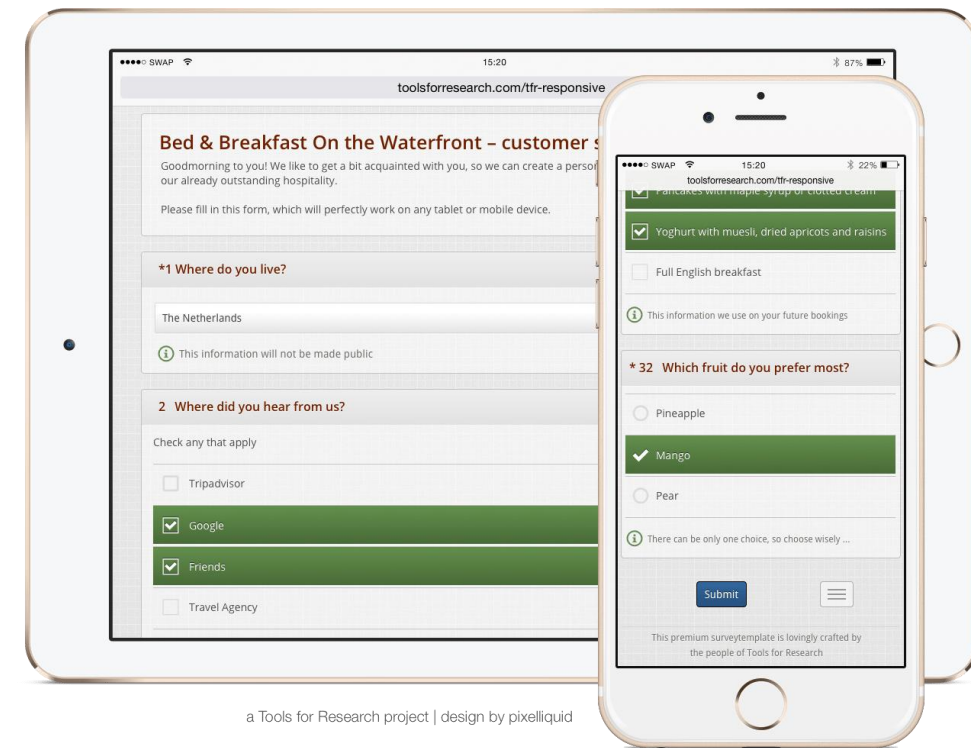 SWAP 15:20 87%
toolsforresearch.com/tfr-responsive
Bed & Breakfast On the Waterfront – customer
Goodmorning to you! We like to get a bit acquainted with you, so we can create a
our already outstanding hospitality.
Please fill in this form, which will perfectly work on any tablet or mobile device.
*1 Where do you live?
The Netherlands
This information will not be made public
2 Where did you hear from us?
Check any that apply
Tripadvisor
Google
Friends
Travel Agency
SWAP 15:20 22%
toolsforresearch.com/tfr-responsive
Pancakes with maple syrup or clotted cream
Yoghurt with muesli, dried apricots and raisins
Full English breakfast
This information we use on your future bookings
* 32 Which fruit do you prefer most?
Pineapple
Mango
Pear
There can be only one choice, so choose wisely ...
Submit
This premium surveytemplate is lovingly crafted by
the people of Tools for Research
a Tools for Research project | design by pixelliquid